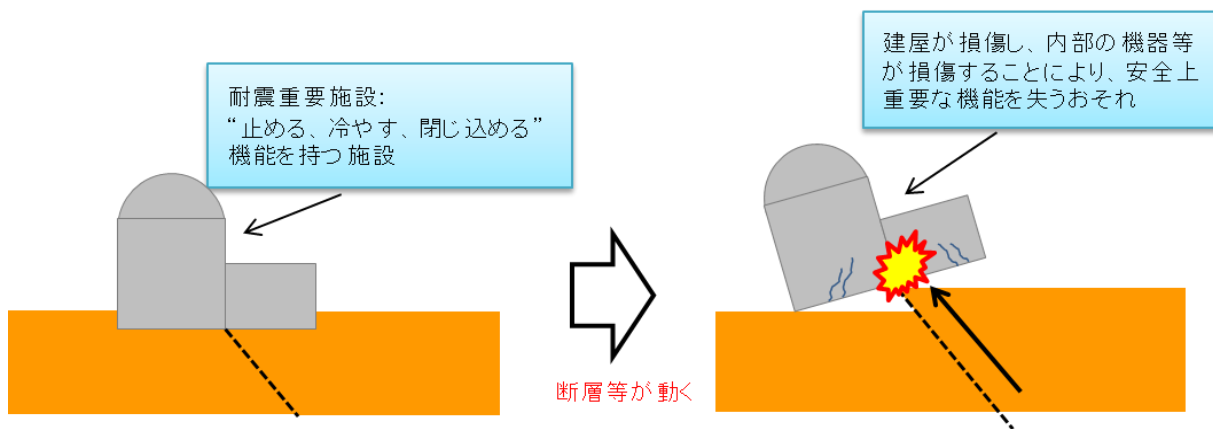 耐震重要施設:
“止める、冷やす、閉じ込める”
機能を持つ施設
建屋が損傷し、内部の機器等
が損傷することにより、安全上
重要な機能を失うおそれ
断層等が動く